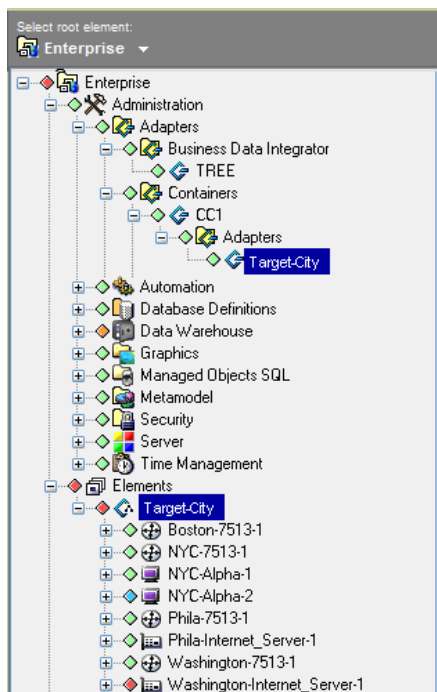 Select root element:
Enterprise
Enterprise
Administration
Adapters
Business Data Integrator
TREE
Containers
CC1
Adapters
Target-City
Automation
Database Definitions
Data Warehouse
Graphics
Managed Objects SQL
Metamodel
Security
Server
Time Management
Elements
Target-City
Boston-7513-1
NYC-7513-1
NYC-Alpha-1
NYC-Alpha-2
Phila-7513-1
Phila-Internet_Server-1
Washington-7513-1
Washington-Internet_Server-1